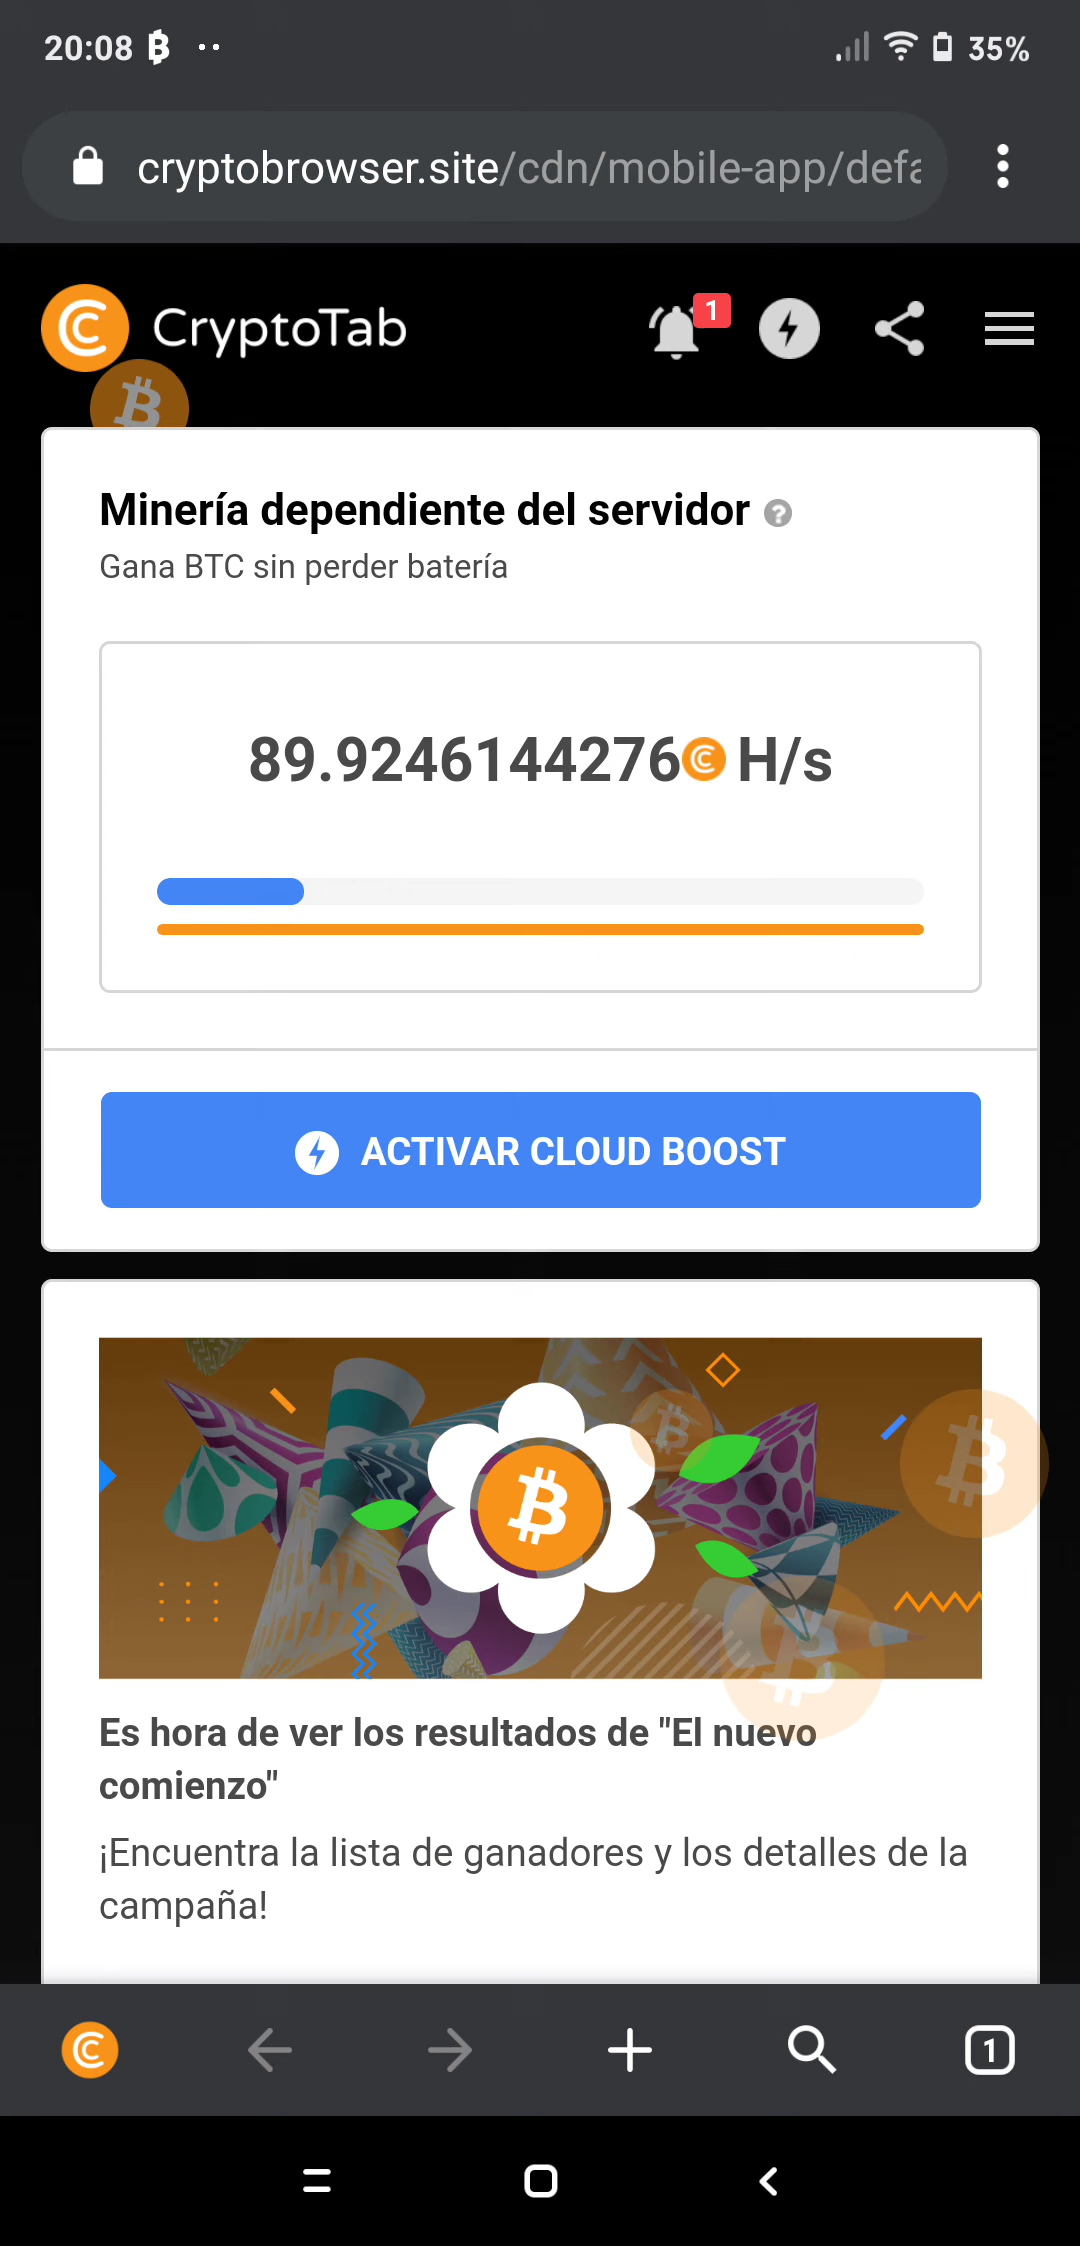 20:08
35%
cryptobrowser.site/cdn/mobile-app/defa
CryptoTab
1
Minería dependiente del servidor ?
Gana BTC sin perder batería
89.9246144276 H/s
ACTIVAR CLOUD BOOST
Es hora de ver los resultados de "El nuevo
comienzo"
¡Encuentra la lista de ganadores y los detalles de la
campaña!
1